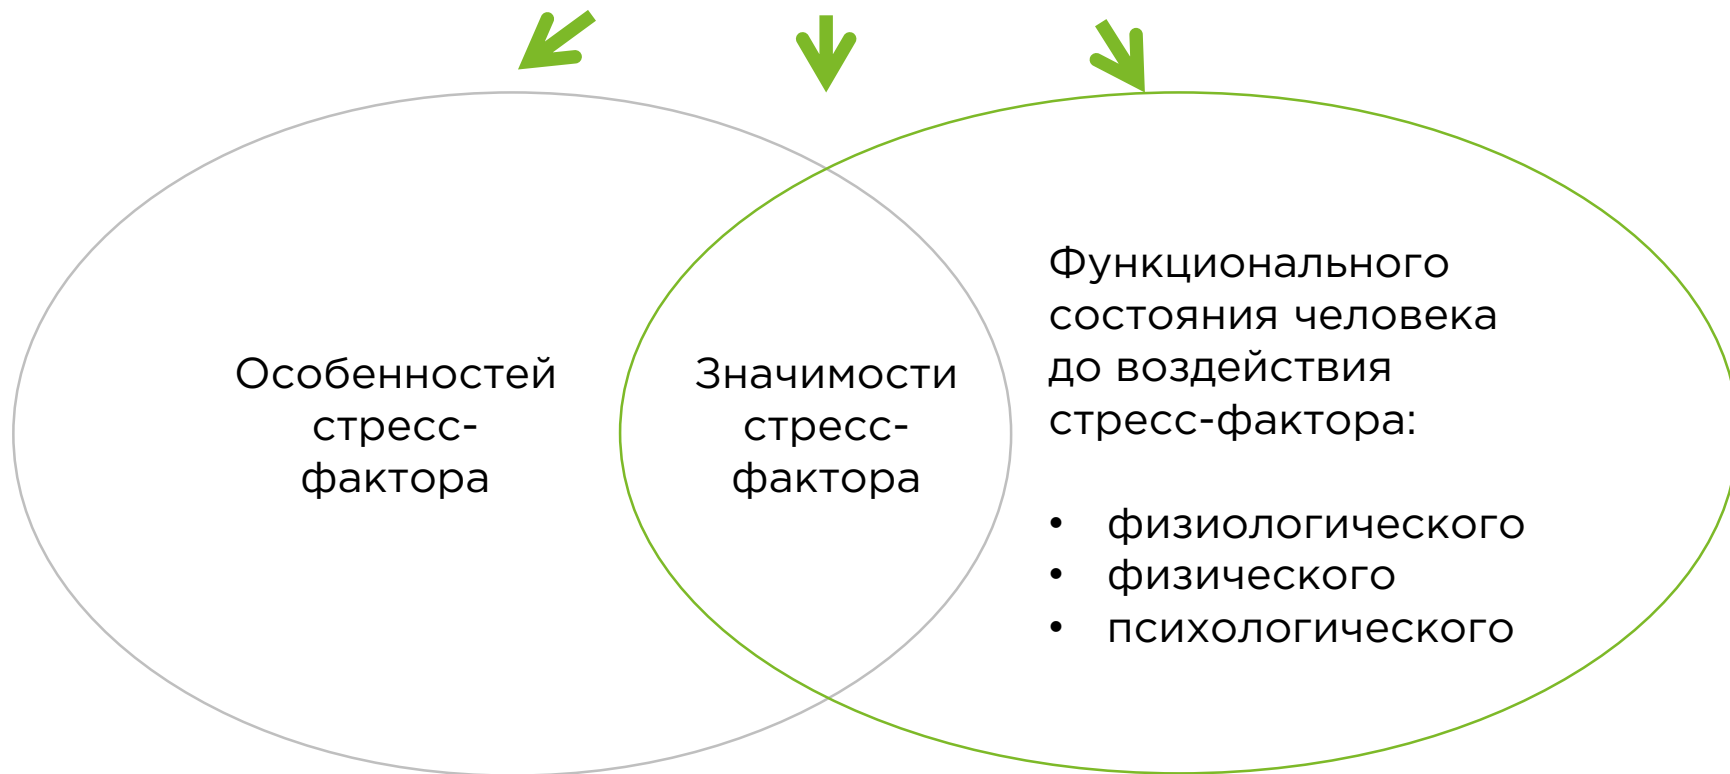 Особенностей
стресс-
фактора
Значимости
стресс-
фактора
Функционального
состояния человека
до воздействия
стресс-фактора:
• физиологического
• физического
• психологического